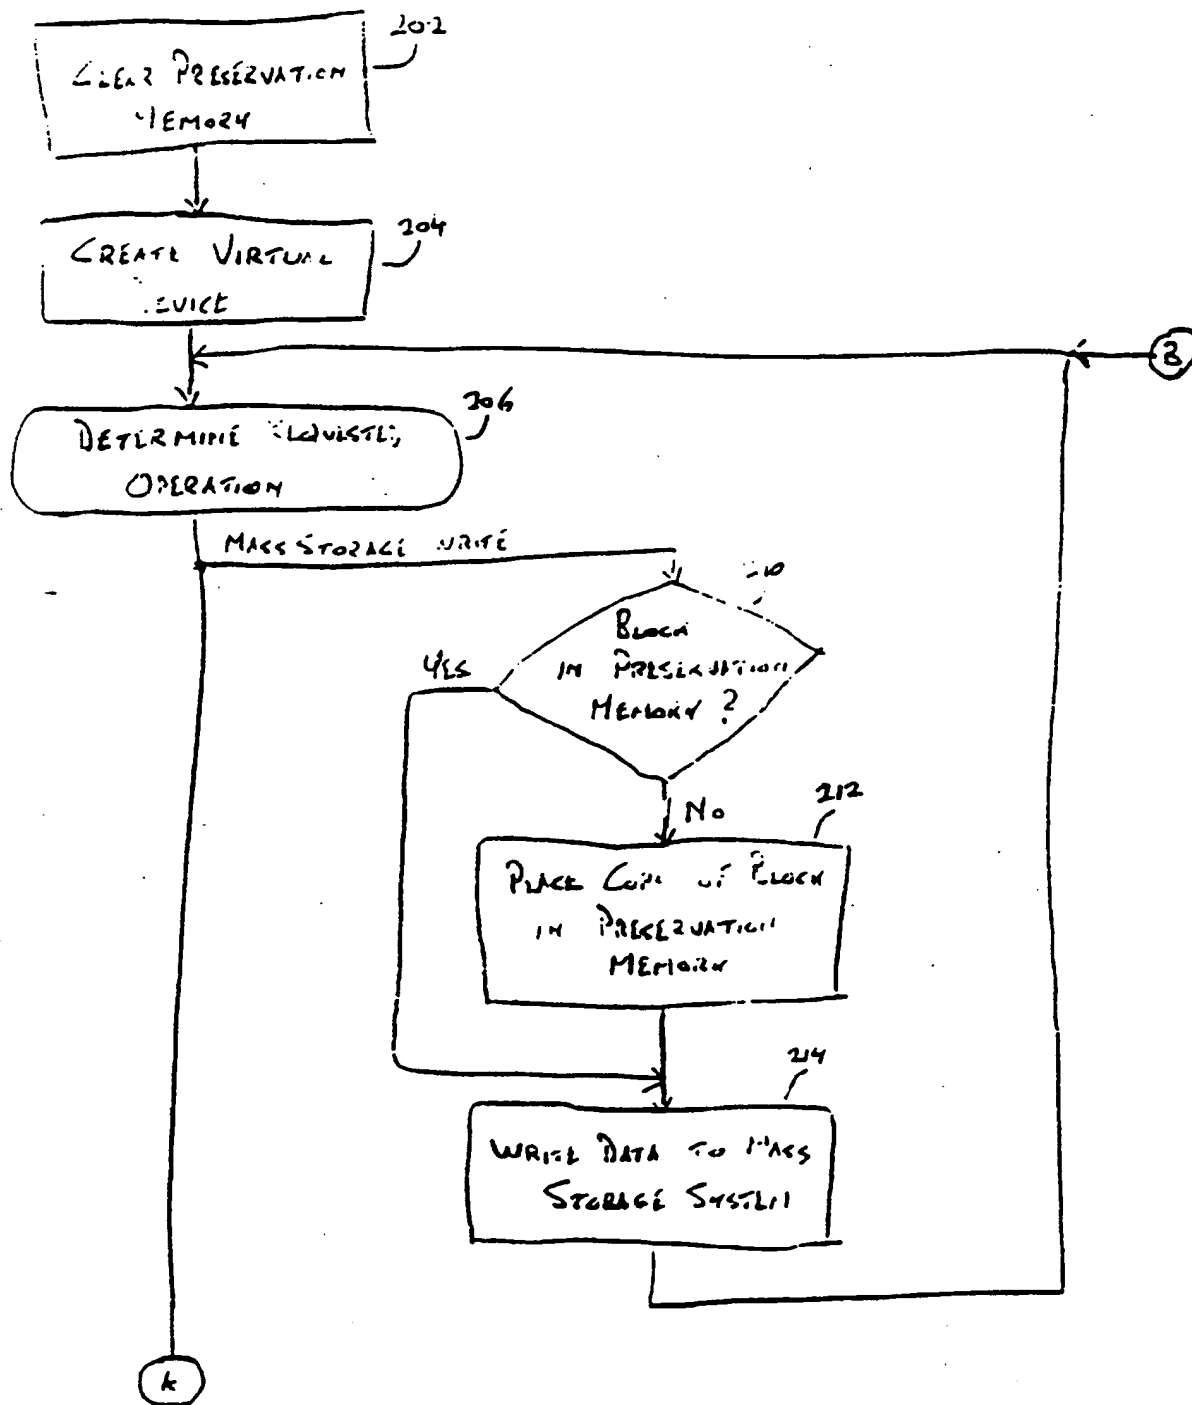 202
CLEAR PRESERVATION
MEMORY
204
CREATE VIRTUAL
DEVICE
B
206
DETERMINE REQUESTED
OPERATION
MASS STORAGE WRITE
210
BLOCK
IN PRESERVATION
MEMORY ?
YES
NO
212
PLACE COPY OF BLOCK
IN PRESERVATION
MEMORY
214
WRITE DATA TO MASS
STORAGE SYSTEM